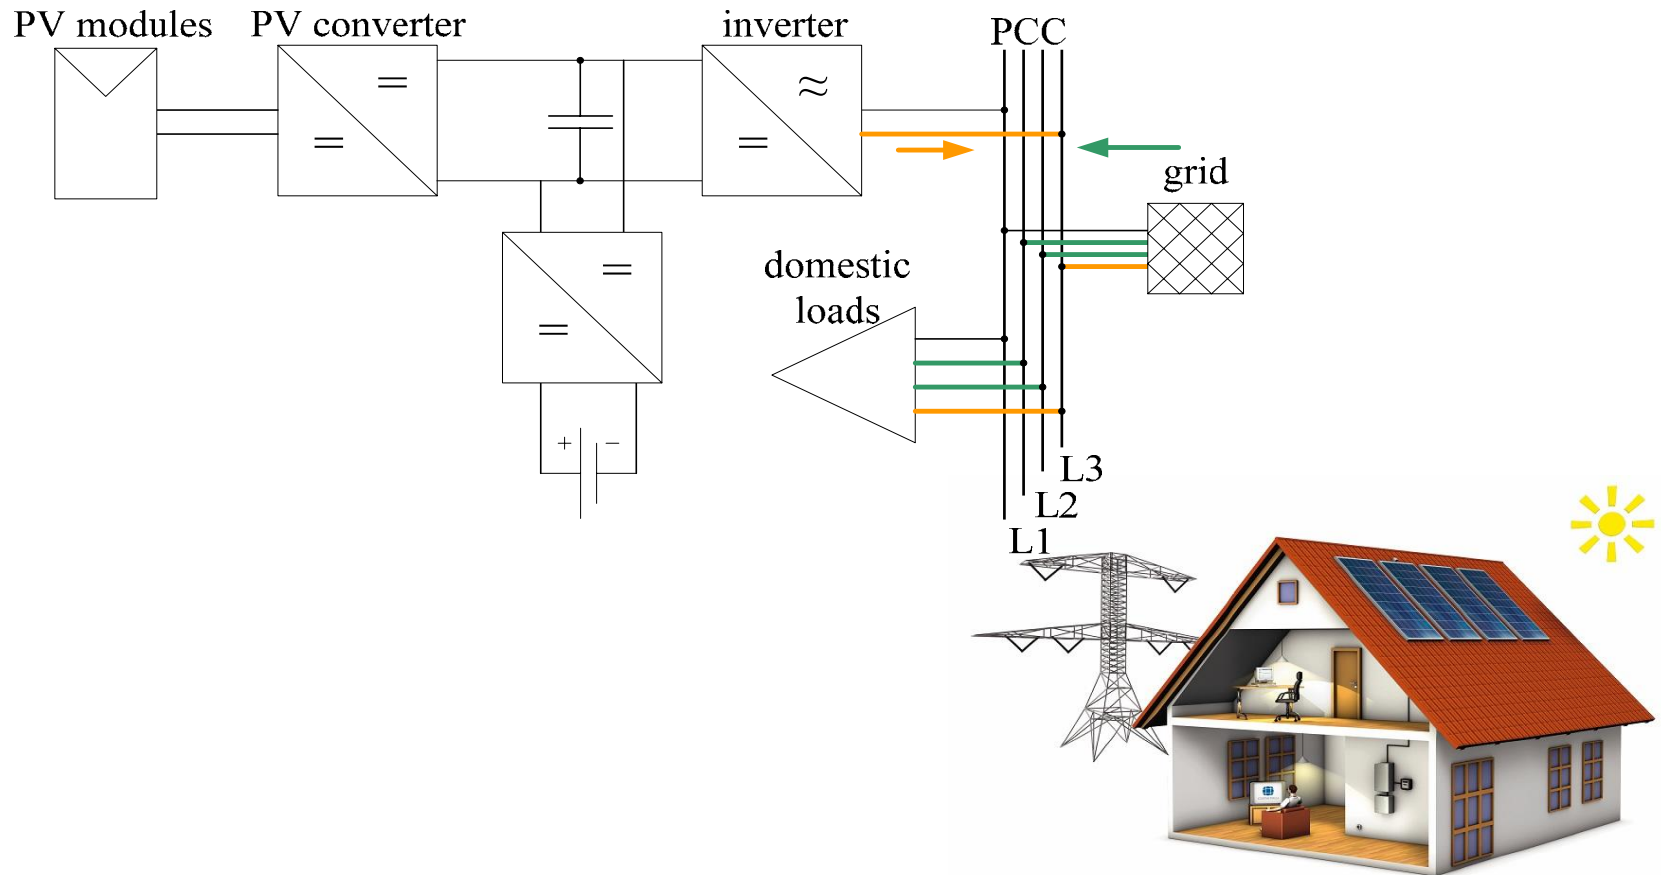 PV modules
PV converter
inverter
PCC
grid
domestic
loads
+ −
L3
L2
L1